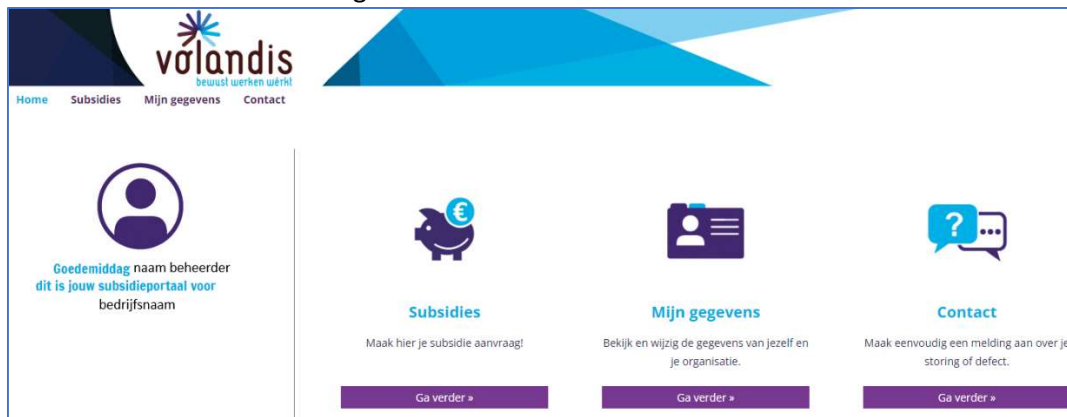 volandis
bewust werken wérkt
Home Subsidies Mijn gegevens Contact
Goedemiddag naam beheerder
dit is jouw subsidieportaal voor
bedrijfsnaam
€
Subsidies
Maak hier je subsidie aanvraag!
Ga verder »
Mijn gegevens
Bekijk en wijzig de gegevens van jezelf en
je organisatie.
Ga verder »
?
Contact
Maak eenvoudig een melding aan over je
storing of defect.
Ga verder »